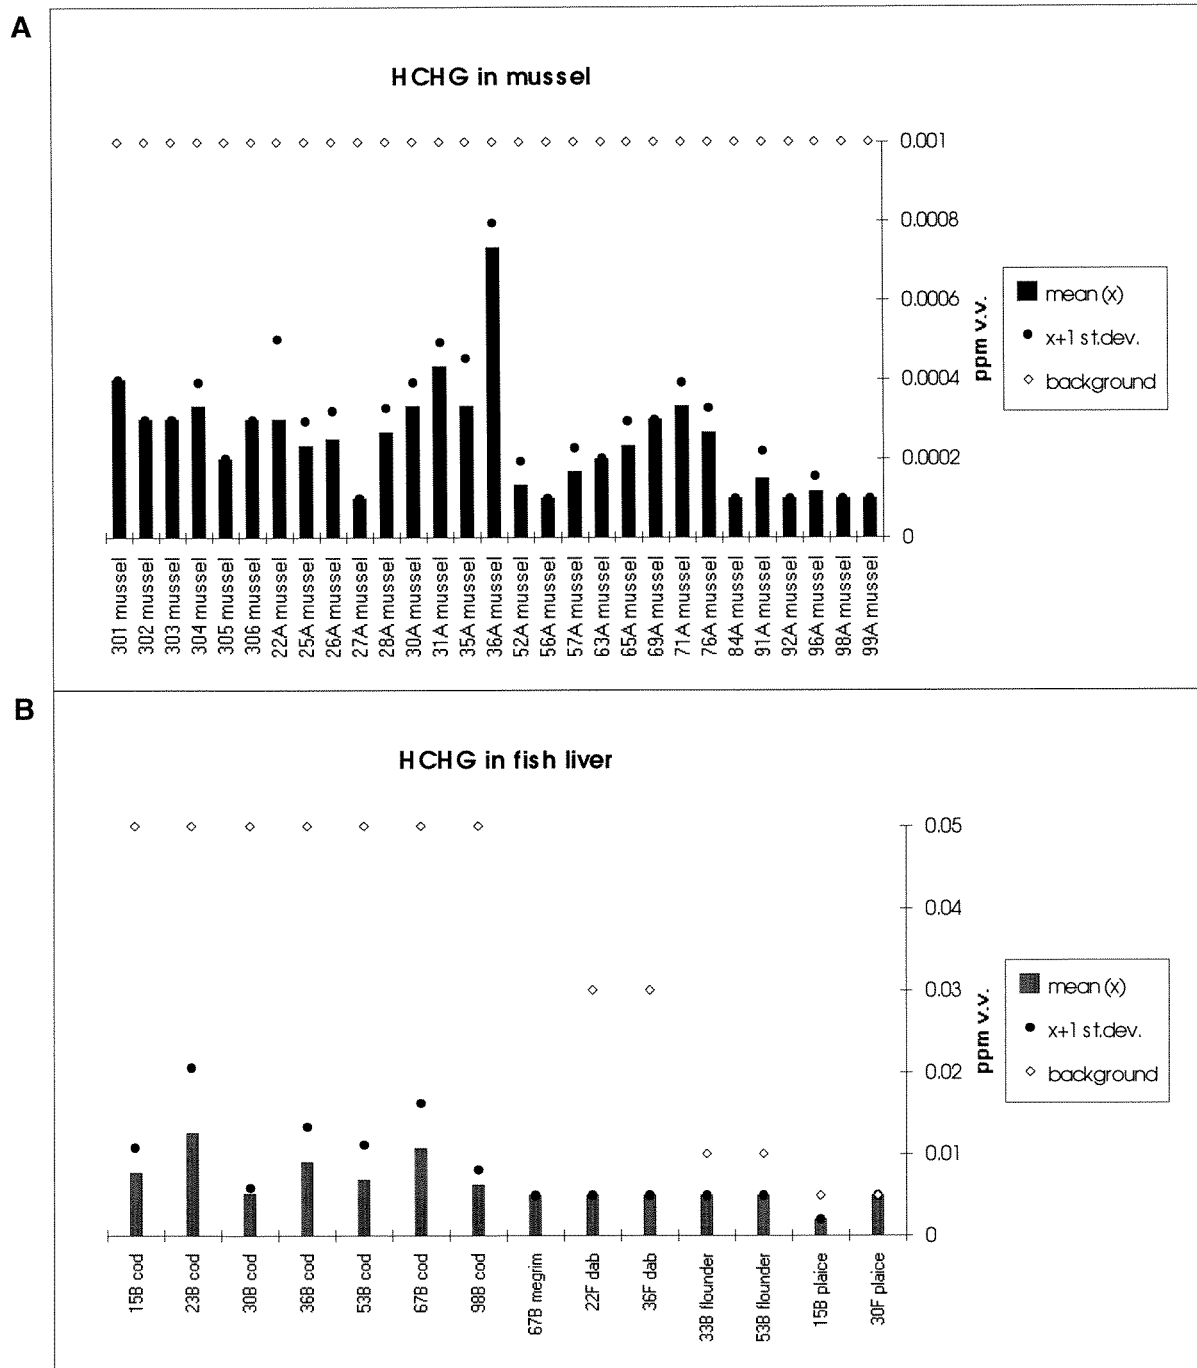 A
HCHG in mussel
0.001
0.0008
0.0006
0.0004
0.0002
0
ppm v.v.
mean (x)
x+1 st.dev.
background
301 mussel
302 mussel
303 mussel
304 mussel
305 mussel
306 mussel
22A mussel
25A mussel
26A mussel
27A mussel
28A mussel
30A mussel
31A mussel
35A mussel
36A mussel
52A mussel
56A mussel
57A mussel
63A mussel
65A mussel
69A mussel
71A mussel
76A mussel
84A mussel
91A mussel
92A mussel
96A mussel
98A mussel
99A mussel
B
HCHG in fish liver
0.05
0.04
0.03
0.02
0.01
0
ppm v.v.
mean (x)
x+1 st.dev.
background
15B cod
23B cod
30B cod
36B cod
53B cod
67B cod
98B cod
67B megrim
22F dab
36F dab
33B flounder
53B flounder
15B plaice
30F plaice